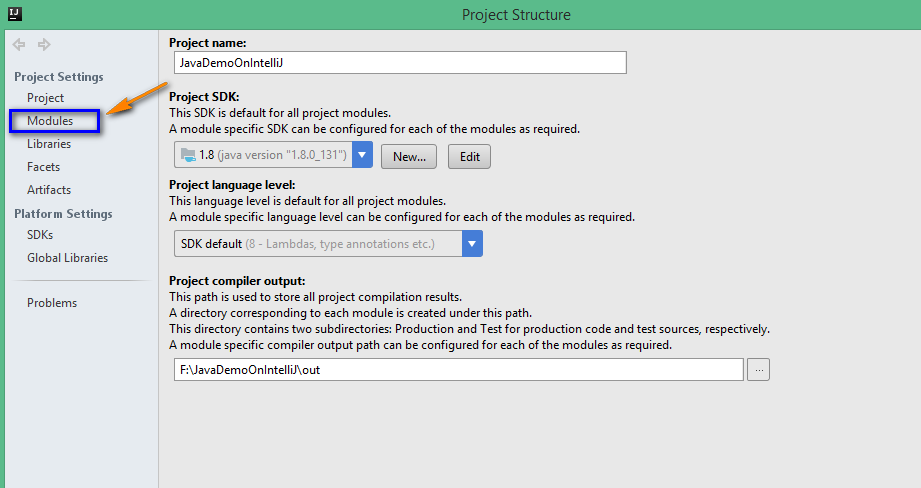 IJ
Project Structure
Project Settings
Project
Modules
Libraries
Facets
Artifacts
Platform Settings
SDKs
Global Libraries
Problems
Project name:
JavaDemoOnIntelliJ
Project SDK:
This SDK is default for all project modules.
A module specific SDK can be configured for each of the modules as required.
1.8 (java version "1.8.0_131")
New...
Edit
Project language level:
This language level is default for all project modules.
A module specific language level can be configured for each of the modules as required.
SDK default (8 - Lambdas, type annotations etc.)
Project compiler output:
This path is used to store all project compilation results.
A directory corresponding to each module is created under this path.
This directory contains two subdirectories: Production and Test for production code and test sources, respectively.
A module specific compiler output path can be configured for each of the modules as required.
F:\JavaDemoOnIntelliJ\out
...